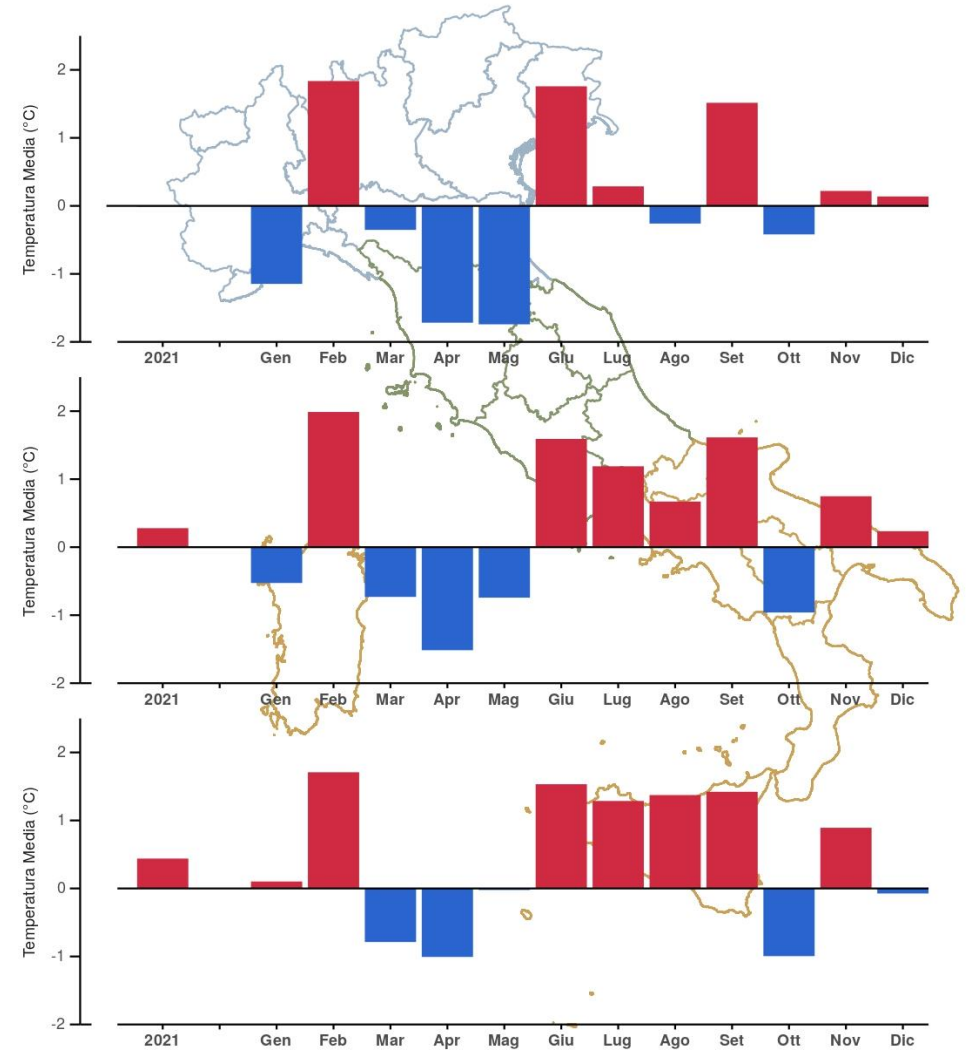 Temperatura Media (°C)
2
1
0
-1
-2
2021 Gen Feb Mar Apr Mag Giu Lug Ago Set Ott Nov Dic
Temperatura Media (°C)
2
1
0
-1
-2
2021 Gen Feb Mar Apr Mag Giu Lug Ago Set Ott Nov Dic
Temperatura Media (°C)
2
1
0
-1
-2
2021 Gen Feb Mar Apr Mag Giu Lug Ago Set Ott Nov Dic